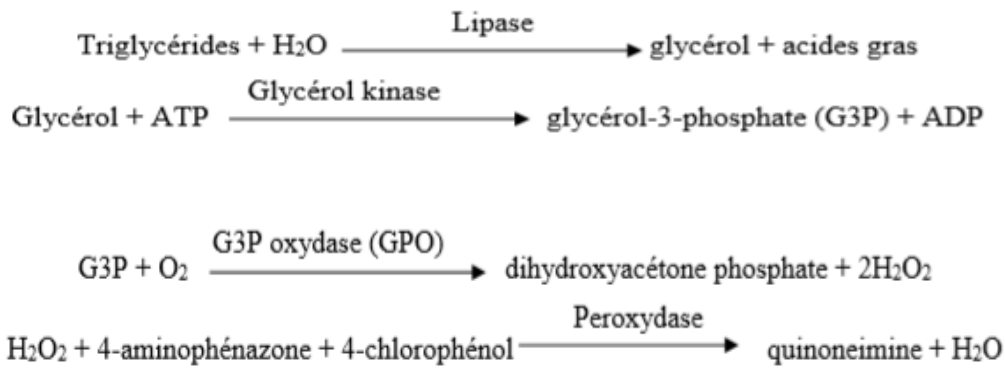 Lipase
Triglycérides + H₂O ⟶ glycérol + acides gras
Glycérol kinase
Glycérol + ATP ⟶ glycérol-3-phosphate (G3P) + ADP
G3P oxydase (GPO)
G3P + O₂ ⟶ dihydroxyacétone phosphate + 2H₂O₂
Peroxydase
H₂O₂ + 4-aminophénazone + 4-chlorophénol ⟶ quinoneimine + H₂O